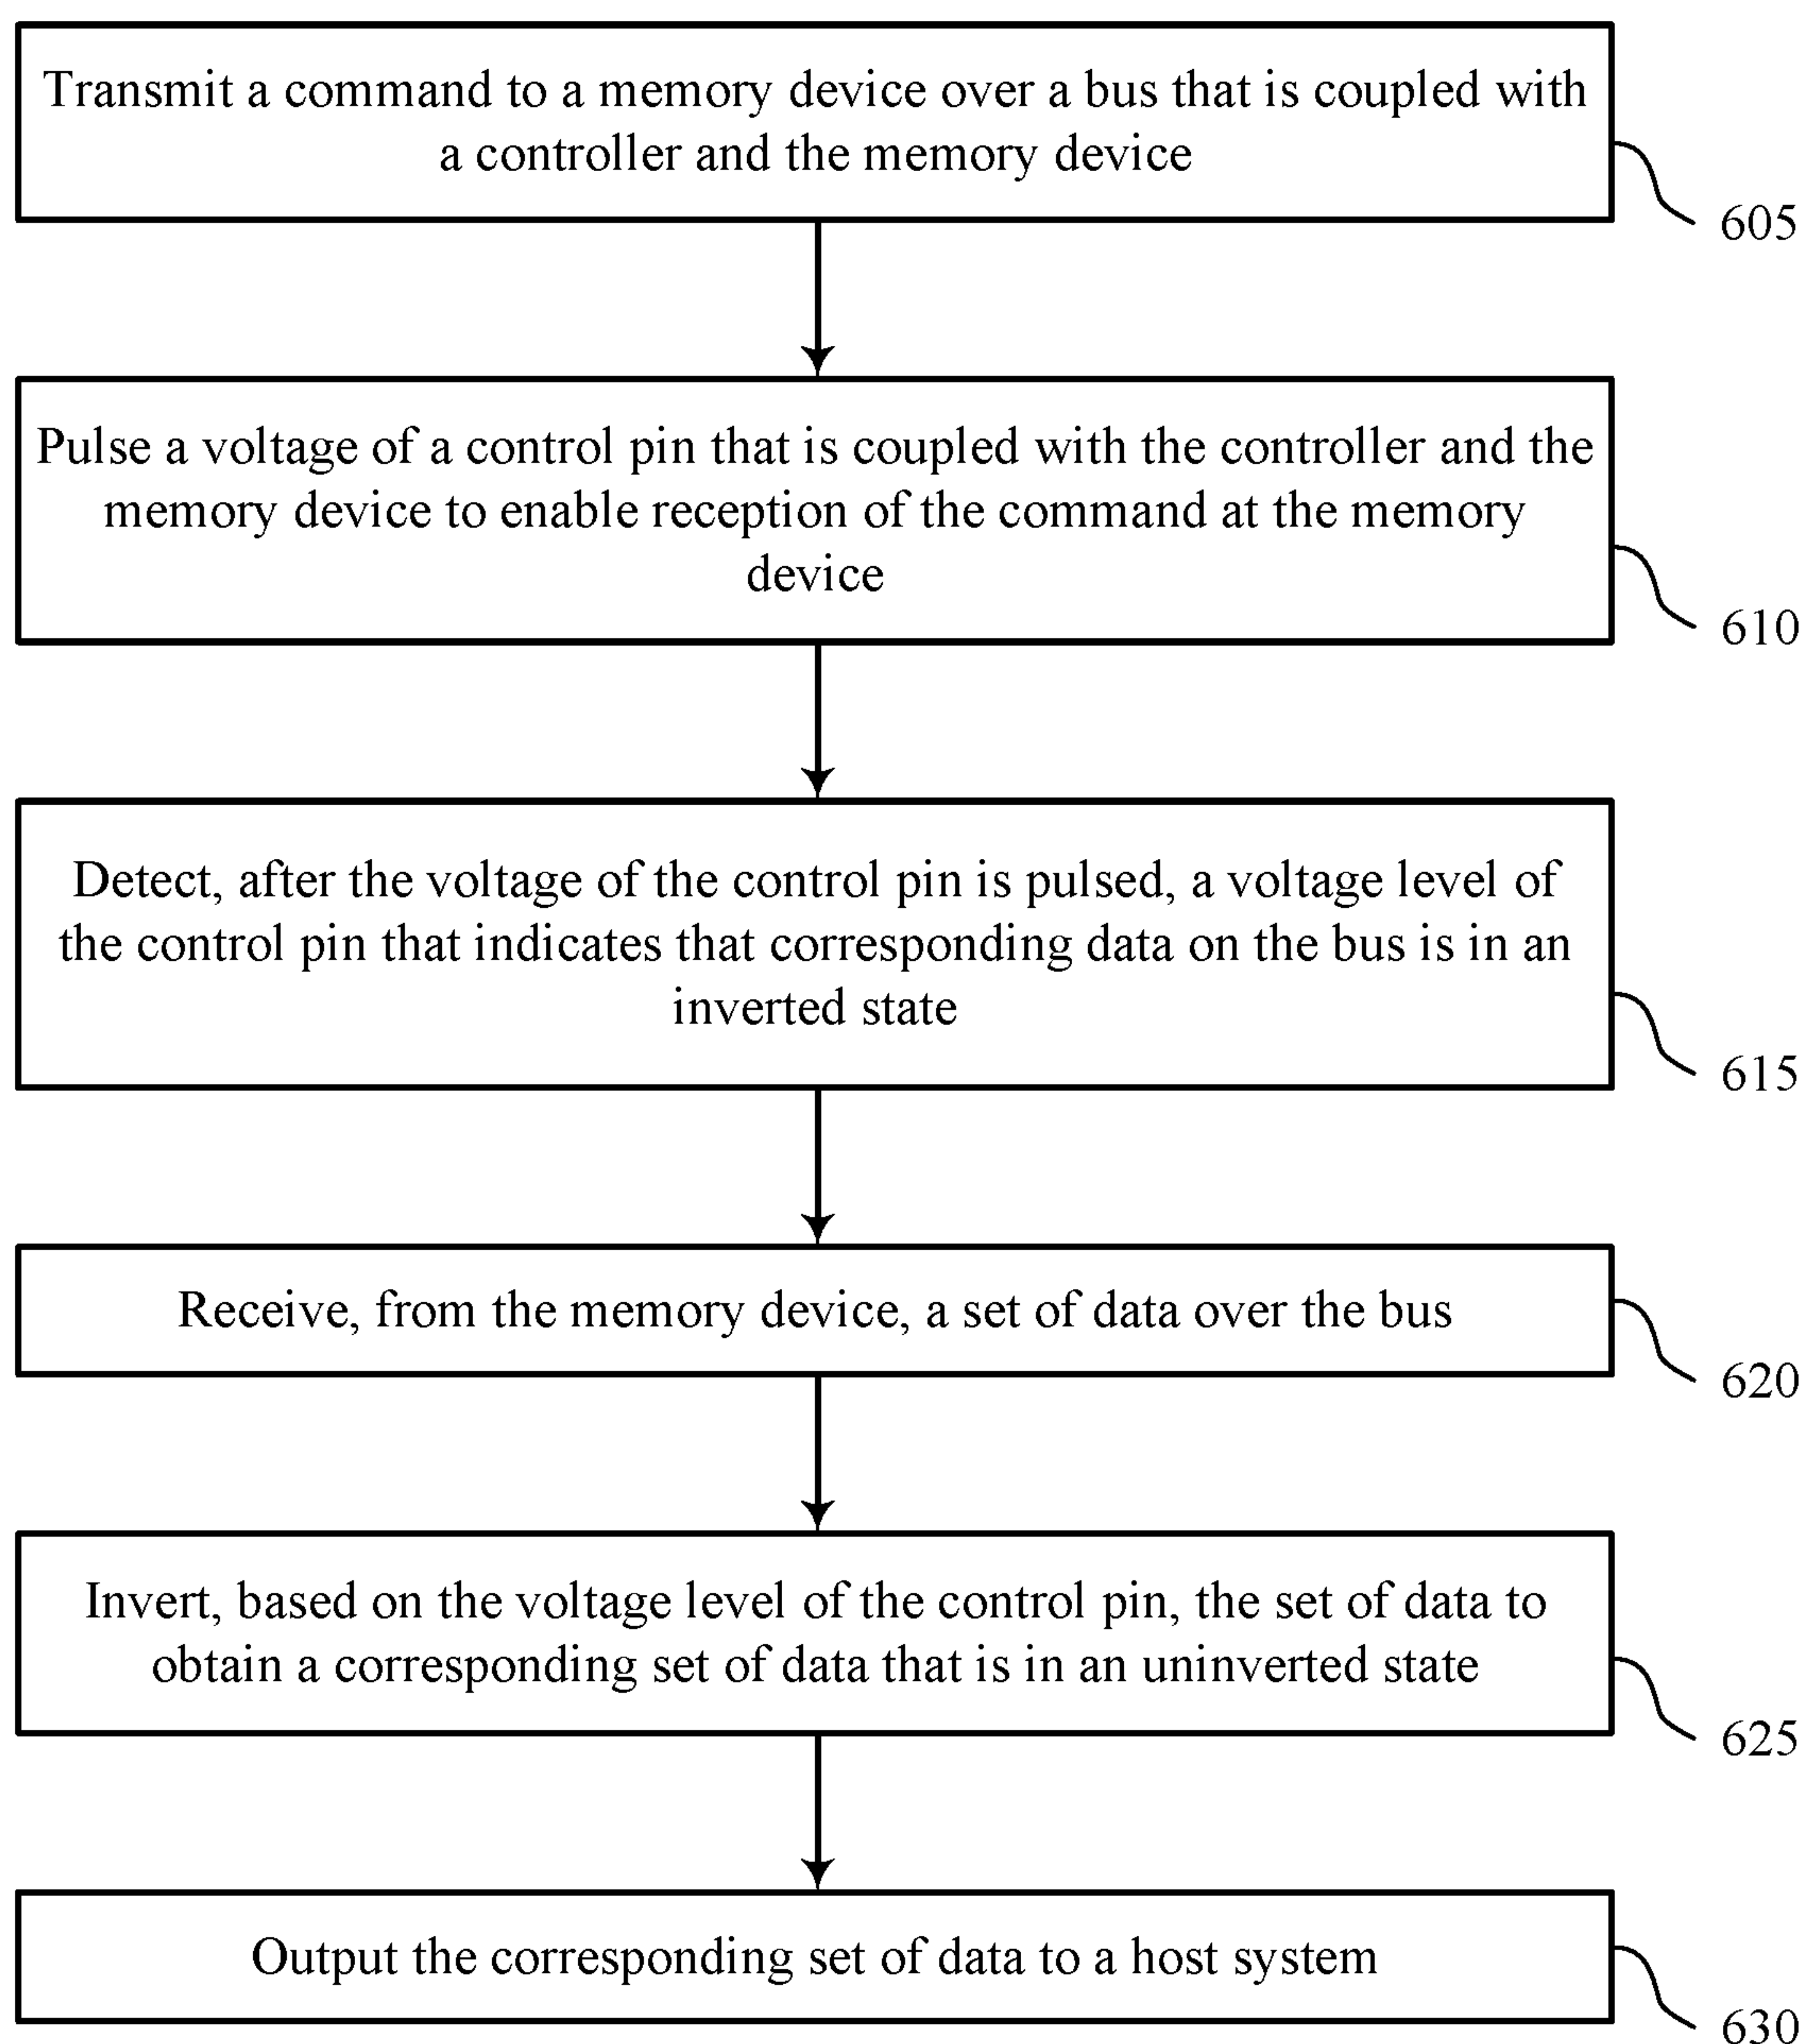 Transmit a command to a memory device over a bus that is coupled with
a controller and the memory device
605
Pulse a voltage of a control pin that is coupled with the controller and the
memory device to enable reception of the command at the memory
device
610
Detect, after the voltage of the control pin is pulsed, a voltage level of
the control pin that indicates that corresponding data on the bus is in an
inverted state
615
Receive, from the memory device, a set of data over the bus
620
Invert, based on the voltage level of the control pin, the set of data to
obtain a corresponding set of data that is in an uninverted state
625
Output the corresponding set of data to a host system
630